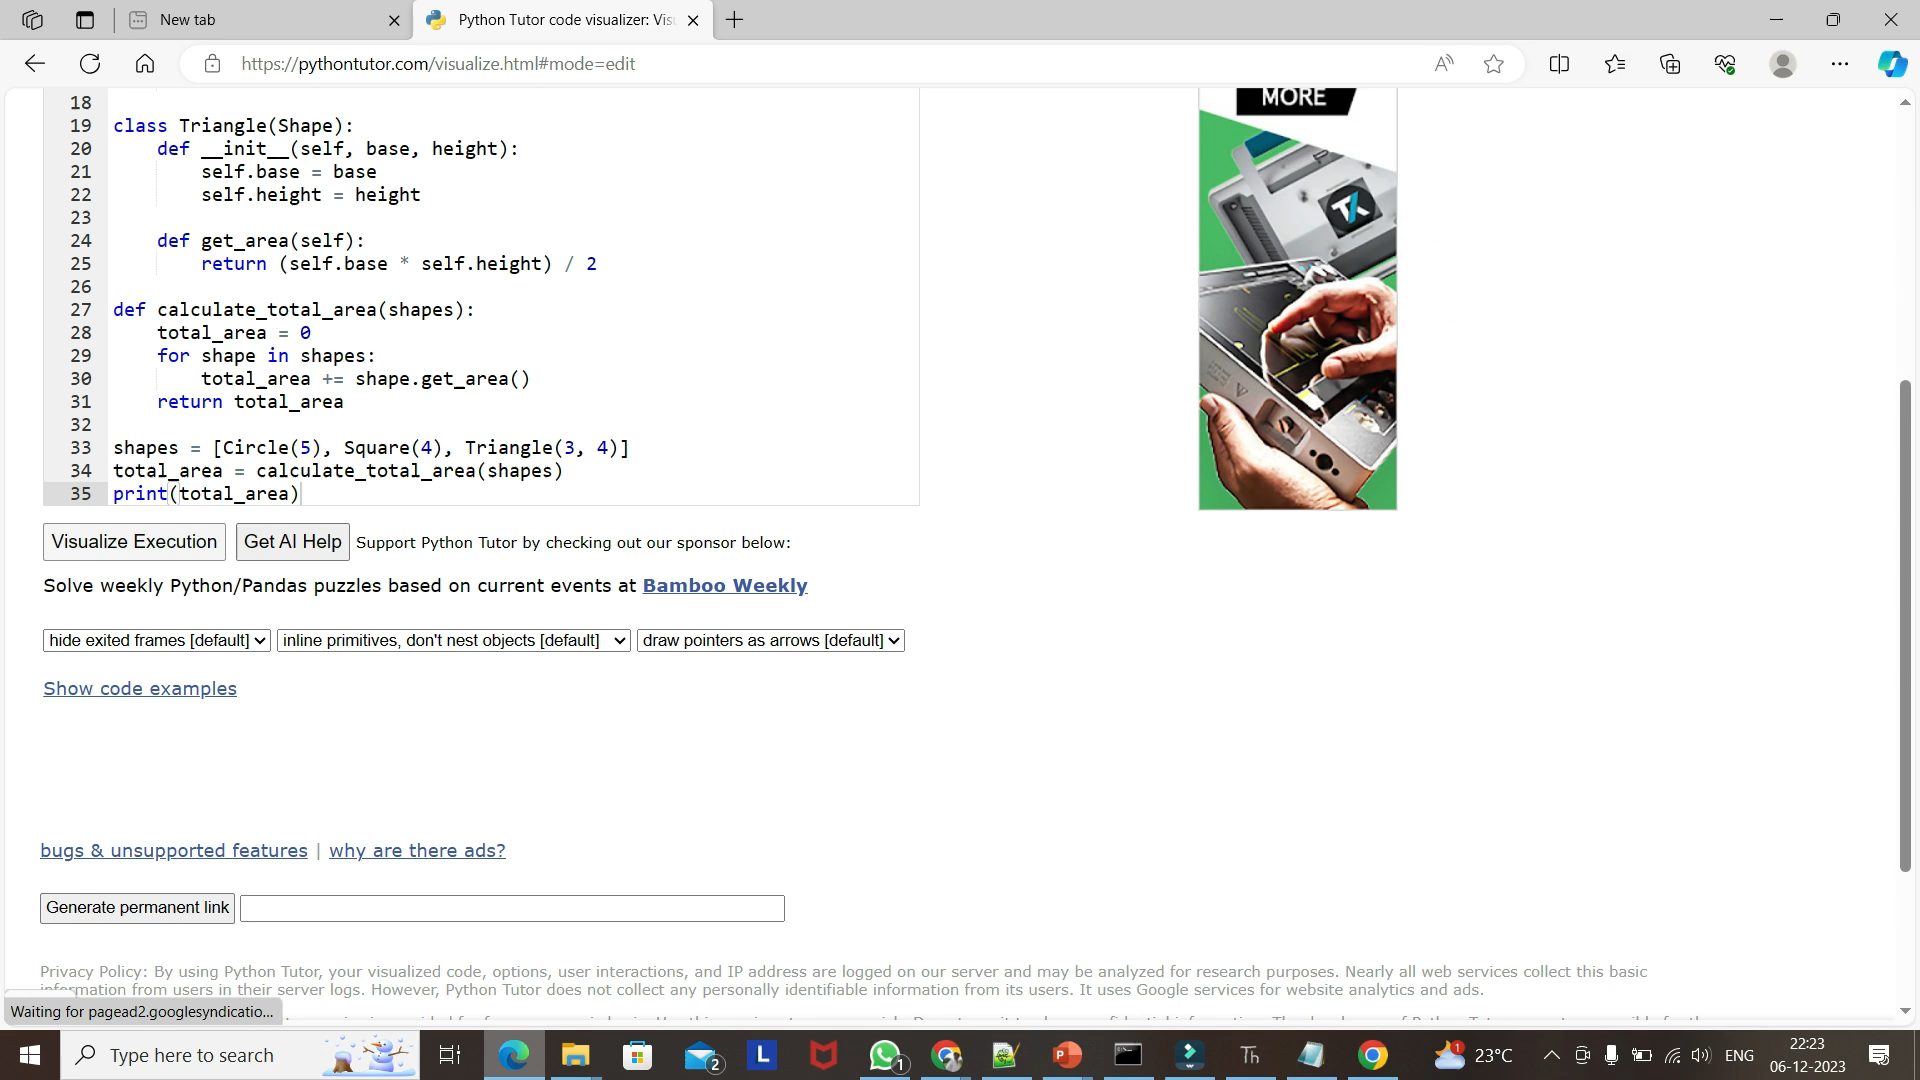 New tab
Python Tutor code visualizer: Vis
https://pythontutor.com/visualize.html#mode=edit
MORE
18
19 class Triangle(Shape):
20 def __init__(self, base, height):
21 self.base = base
22 self.height = height
23
24 def get_area(self):
25 return (self.base * self.height) / 2
26
27 def calculate_total_area(shapes):
28 total_area = 0
29 for shape in shapes:
30 total_area += shape.get_area()
31 return total_area
32
33 shapes = [Circle(5), Square(4), Triangle(3, 4)]
34 total_area = calculate_total_area(shapes)
35 print(total_area)
Visualize Execution Get AI Help Support Python Tutor by checking out our sponsor below:
Solve weekly Python/Pandas puzzles based on current events at Bamboo Weekly
hide exited frames [default] inline primitives, don't nest objects [default] draw pointers as arrows [default]
Show code examples
bugs & unsupported features | why are there ads?
Generate permanent link
Privacy Policy: By using Python Tutor, your visualized code, options, user interactions, and IP address are logged on our server and may be analyzed for research purposes. Nearly all web services collect this basic
information from users in their server logs. However, Python Tutor does not collect any personally identifiable information from its users. It uses Google services for website analytics and ads.
Waiting for pagead2.googlesyndicatio...
Type here to search
2
L
1
Th
1
23°C
ENG
22:23
06-12-2023